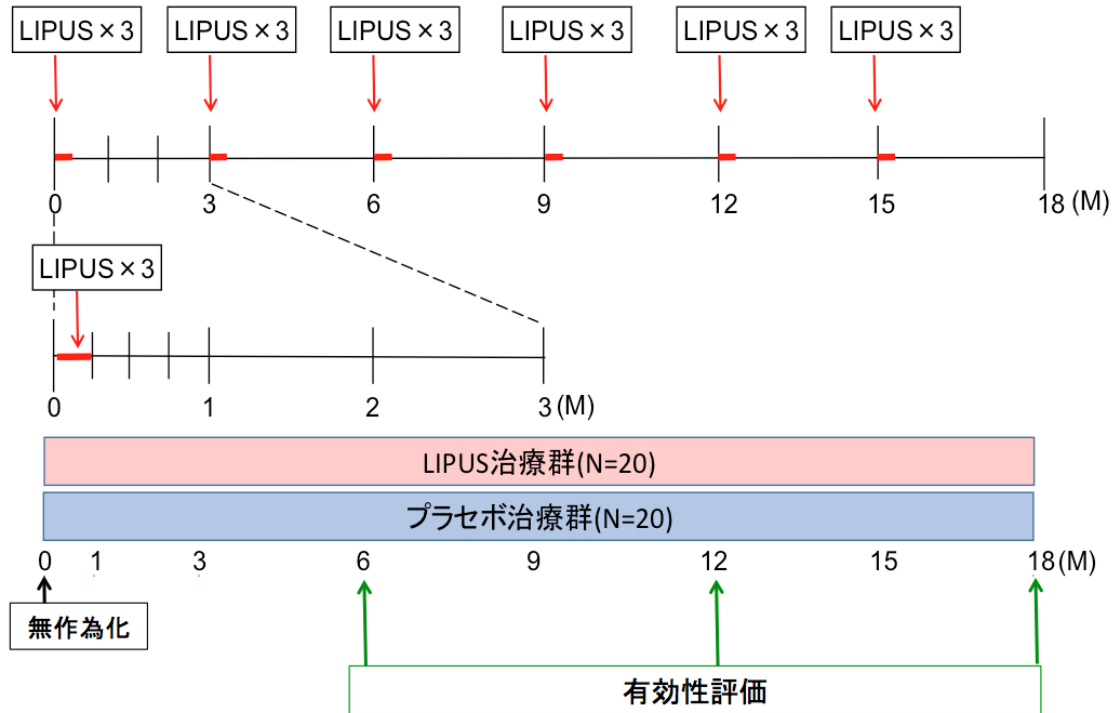 LIPUS×3 LIPUS×3 LIPUS×3 LIPUS×3 LIPUS×3 LIPUS×3
0 3 6 9 12 15 18 (M)
LIPUS×3
0 1 2 3 (M)
LIPUS治療群(N=20)
プラセボ治療群(N=20)
0 1 3 6 9 12 15 18 (M)
無作為化
有効性評価